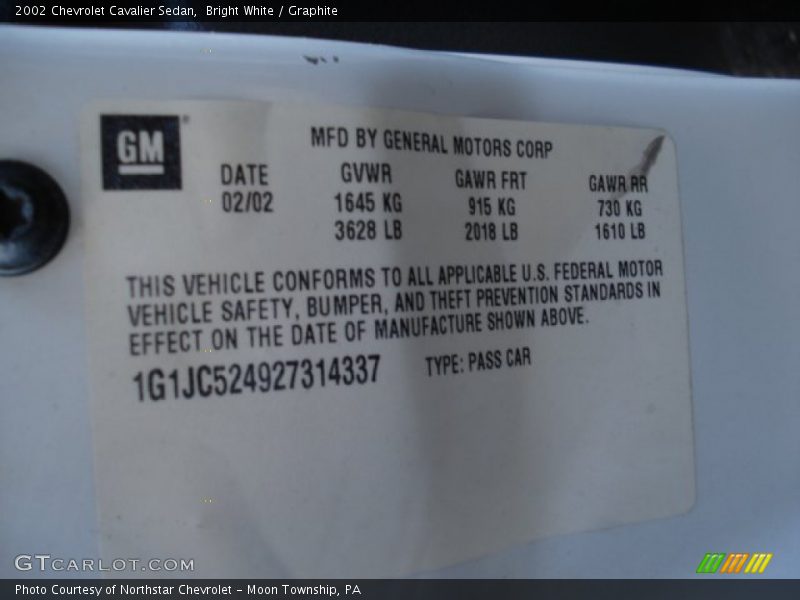 2002 Chevrolet Cavalier Sedan, Bright White / Graphite
GM®
MFD BY GENERAL MOTORS CORP
DATE GVWR GAWR FRT GAWR RR
02/02 1645 KG 915 KG 730 KG
3628 LB 2018 LB 1610 LB
THIS VEHICLE CONFORMS TO ALL APPLICABLE U.S. FEDERAL MOTOR
VEHICLE SAFETY, BUMPER, AND THEFT PREVENTION STANDARDS IN
EFFECT ON THE DATE OF MANUFACTURE SHOWN ABOVE.
1G1JC524927314337 TYPE: PASS CAR
GTCARLOT.COM
Photo Courtesy of Northstar Chevrolet - Moon Township, PA